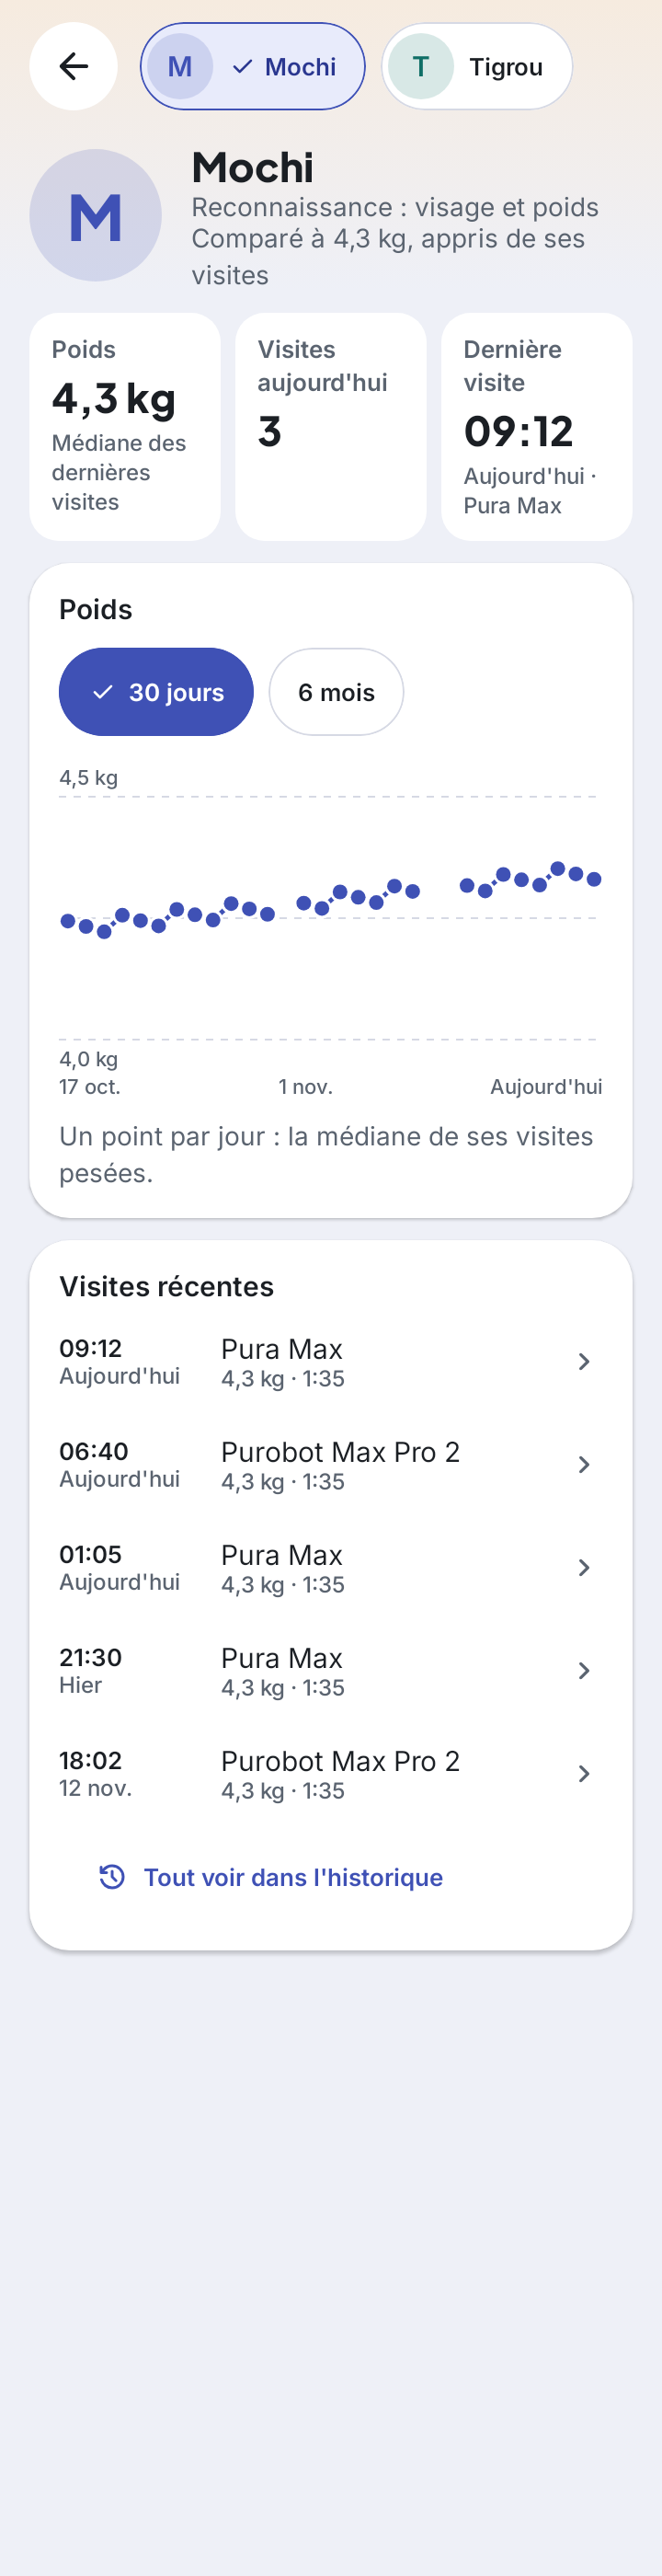 M
Mochi
T
Tigrou
M
Mochi
Reconnaissance : visage et poids
Comparé à 4,3 kg, appris de ses
visites
Poids
4,3 kg
Médiane des
dernières
visites
Visites
aujourd'hui
3
Dernière
visite
09:12
Aujourd'hui ·
Pura Max
Poids
30 jours
6 mois
4,5 kg
4,0 kg
17 oct.
1 nov.
Aujourd'hui
Un point par jour : la médiane de ses visites
pesées.
Visites récentes
09:12
Aujourd'hui
Pura Max
4,3 kg · 1:35
06:40
Aujourd'hui
Purobot Max Pro 2
4,3 kg · 1:35
01:05
Aujourd'hui
Pura Max
4,3 kg · 1:35
21:30
Hier
Pura Max
4,3 kg · 1:35
18:02
12 nov.
Purobot Max Pro 2
4,3 kg · 1:35
Tout voir dans l'historique